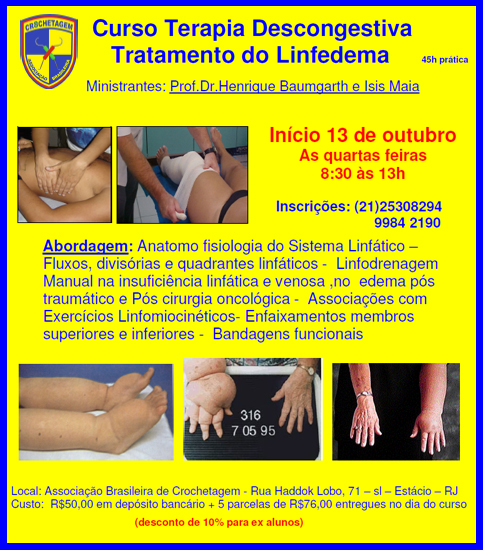 CROCHETAGEM
ASSOCIAÇÃO BRASILEIRA
Curso Terapia Descongestiva
Tratamento do Linfedema
45h prática
Ministrantes: Prof.Dr.Henrique Baumgarth e Isis Maia
Início 13 de outubro
As quartas feiras
8:30 às 13h
Inscrições: (21)25308294
9984 2190
Abordagem: Anatomo fisiologia do Sistema Linfático –
Fluxos, divisórias e quadrantes linfáticos - Linfodrenagem
Manual na insuficiência linfática e venosa ,no edema pós
traumático e Pós cirurgia oncológica - Associações com
Exercícios Linfomiocinéticos- Enfaixamentos membros
superiores e inferiores - Bandagens funcionais
316
7 05 95
Local: Associação Brasileira de Crochetagem - Rua Haddok Lobo, 71 – sl – Estácio – RJ
Custo: R$50,00 em depósito bancário + 5 parcelas de R$76,00 entregues no dia do curso
(desconto de 10% para ex alunos)